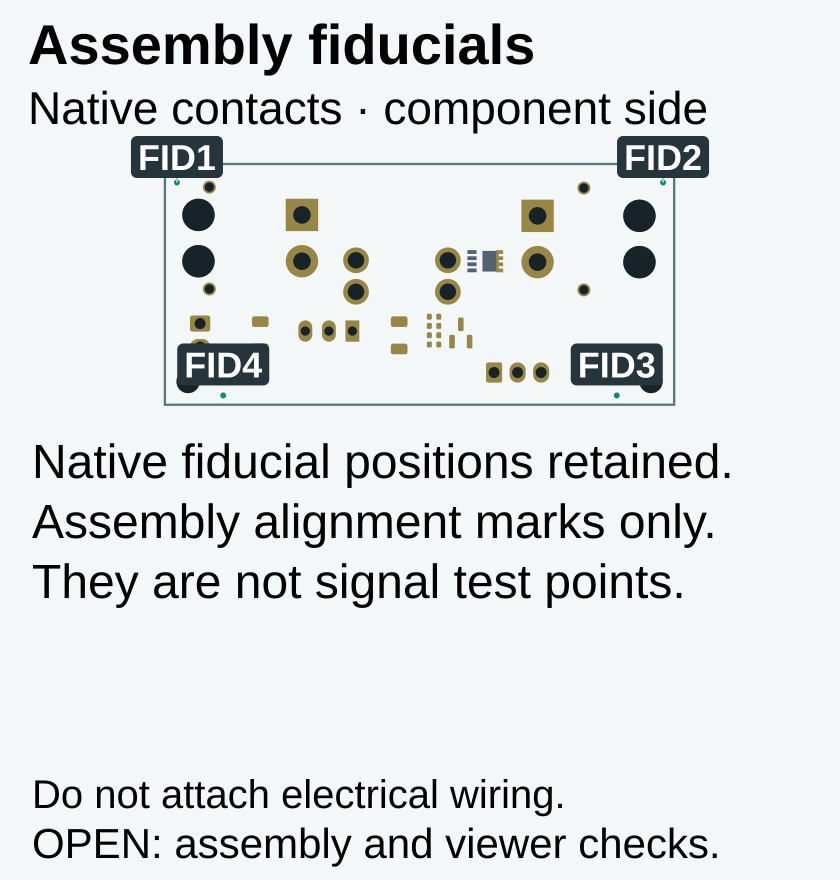 Assembly fiducials
Native contacts · component side
FID1 FID2
FID4 FID3
Native fiducial positions retained.
Assembly alignment marks only.
They are not signal test points.
Do not attach electrical wiring.
OPEN: assembly and viewer checks.